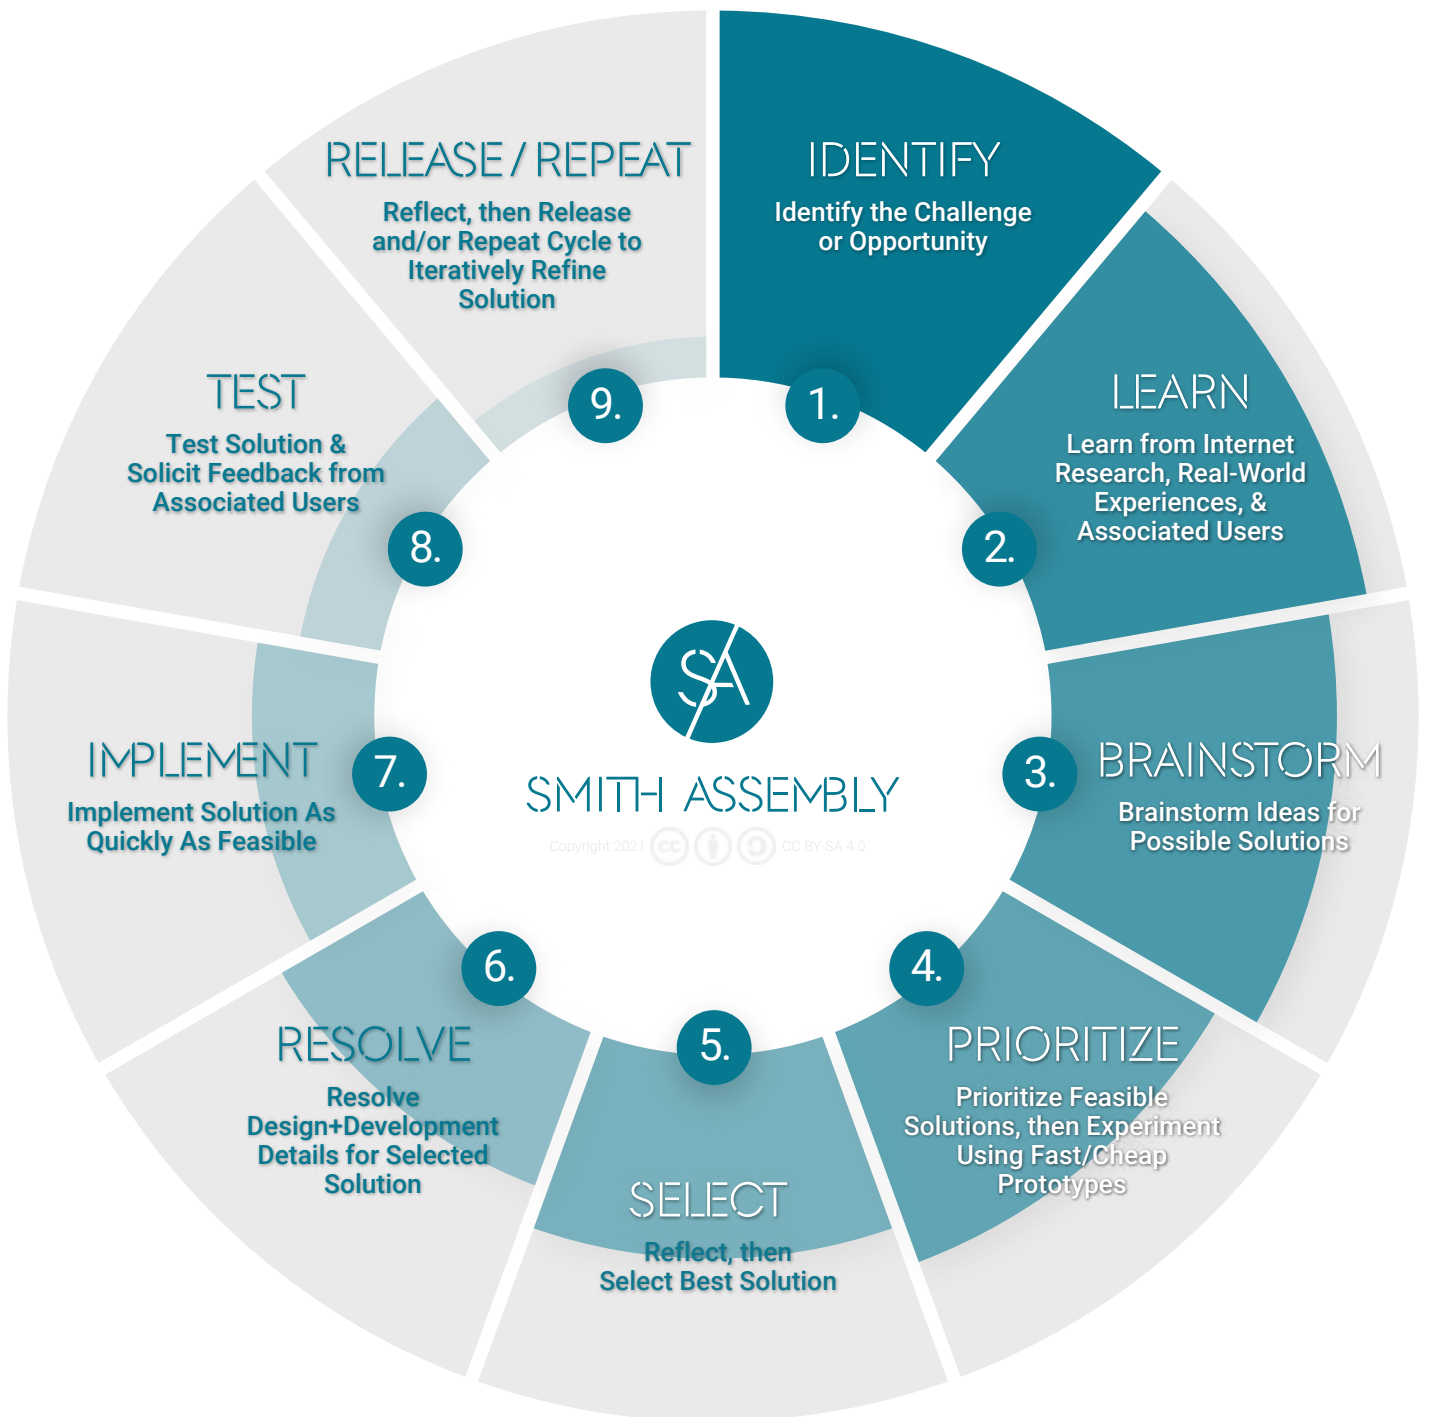 IDENTIFY
Identify the Challenge
or Opportunity
1.
LEARN
Learn from Internet
Research, Real-World
Experiences, &
Associated Users
2.
BRAINSTORM
Brainstorm Ideas for
Possible Solutions
3.
PRIORITIZE
Prioritize Feasible
Solutions, then Experiment
Using Fast/Cheap
Prototypes
4.
SELECT
Reflect, then
Select Best Solution
5.
RESOLVE
Resolve
Design+Development
Details for Selected
Solution
6.
IMPLEMENT
Implement Solution As
Quickly As Feasible
7.
TEST
Test Solution &
Solicit Feedback from
Associated Users
8.
RELEASE / REPEAT
Reflect, then Release
and/or Repeat Cycle to
Iteratively Refine
Solution
9.
SA
SMITH ASSEMBLY
Copyright 2021 cc CC BY-SA 4.0